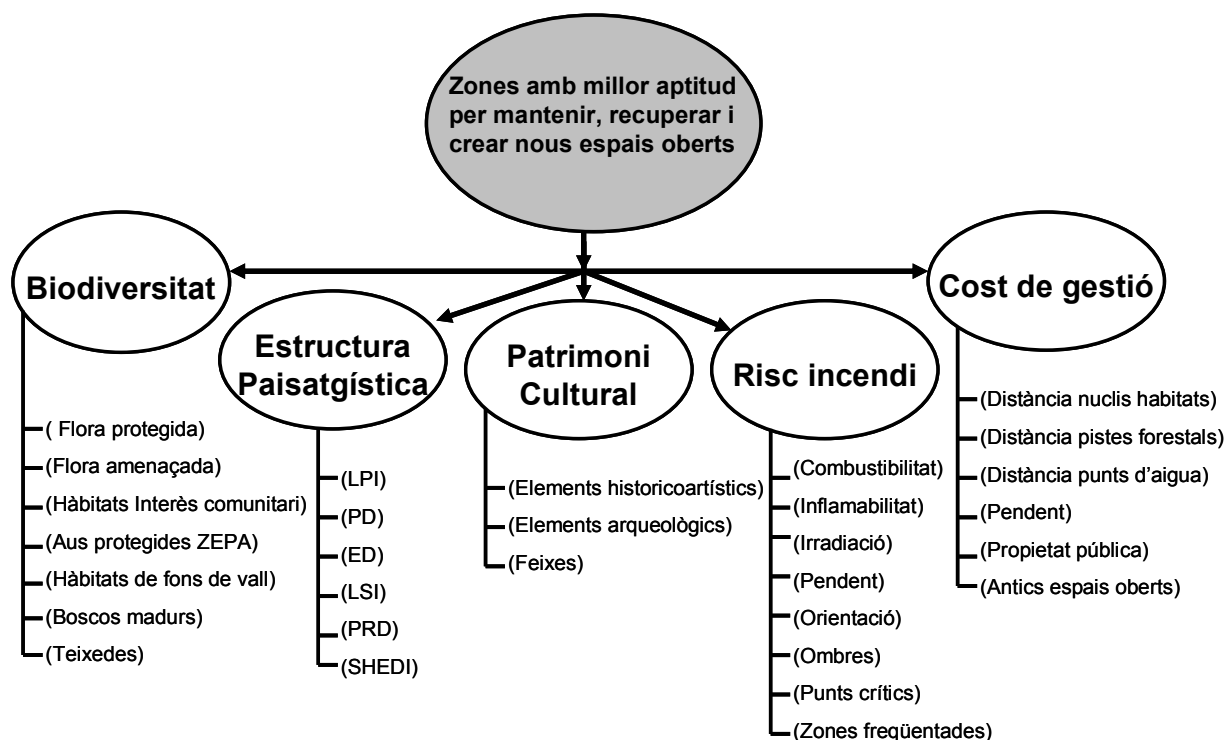 Zones amb millor aptitud
per mantenir, recuperar i
crear nous espais oberts
Biodiversitat
( Flora protegida)
(Flora amenaçada)
(Hàbitats Interès comunitari)
(Aus protegides ZEPA)
(Hàbitats de fons de vall)
(Boscos madurs)
(Teixedes)
Estructura
Paisatgística
(LPI)
(PD)
(ED)
(LSI)
(PRD)
(SHEDI)
Patrimoni
Cultural
(Elements historicoartístics)
(Elements arqueològics)
(Feixes)
Risc incendi
(Combustibilitat)
(Inflamabilitat)
(Irradiació)
(Pendent)
(Orientació)
(Ombres)
(Punts crítics)
(Zones freqüentades)
Cost de gestió
(Distància nuclis habitats)
(Distància pistes forestals)
(Distància punts d’aigua)
(Pendent)
(Propietat pública)
(Antics espais oberts)